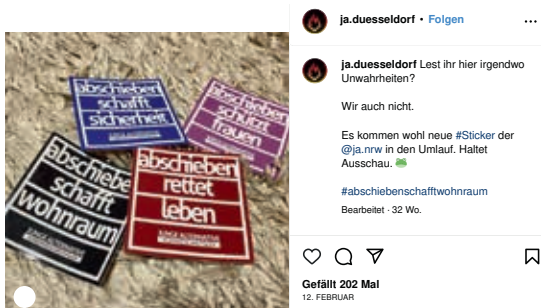 abschieben
schafft
sicherheit
abschieben
schützt
frauen
abschieben
schafft
wohnraum
abschieben
rettet
leben
JUNGE ALTERNATIVE
ja.duesseldorf • Folgen
ja.duesseldorf Lest ihr hier irgendwo
Unwahrheiten?
Wir auch nicht.
Es kommen wohl neue #Sticker der
@ja.nrw in den Umlauf. Haltet
Ausschau. 🐸
#abschiebenschafftwohnraum
Bearbeitet · 32 Wo.
Gefällt 202 Mal
12. FEBRUAR